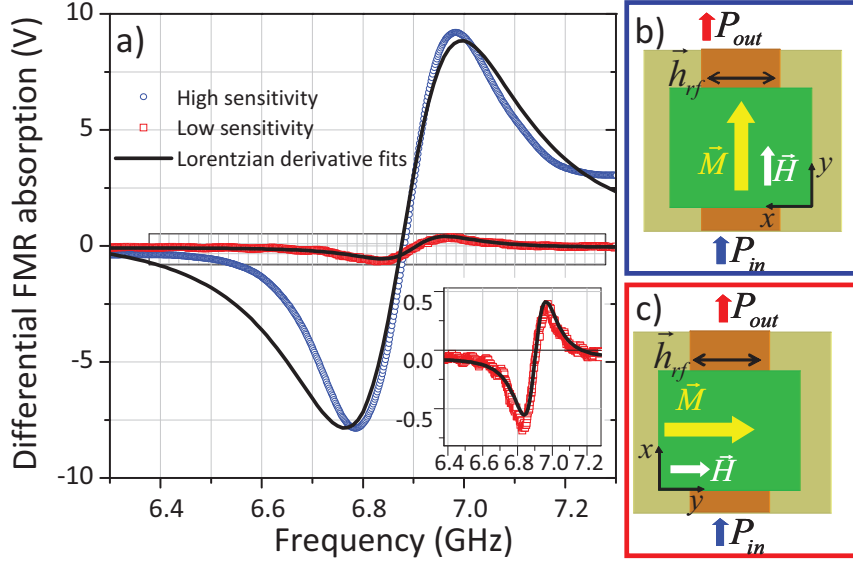 a)
Differential FMR absorption (V)
10
5
0
-5
-10
High sensitivity
Low sensitivity
Lorentzian derivative fits
0.5
0.0
-0.5
6.4 6.6 6.8 7.0 7.2
6.4 6.6 6.8 7.0 7.2
Frequency (GHz)
b)
P_out
h_rf
M
H
y
x
P_in
c)
P_out
h_rf
M
x
H
y
P_in